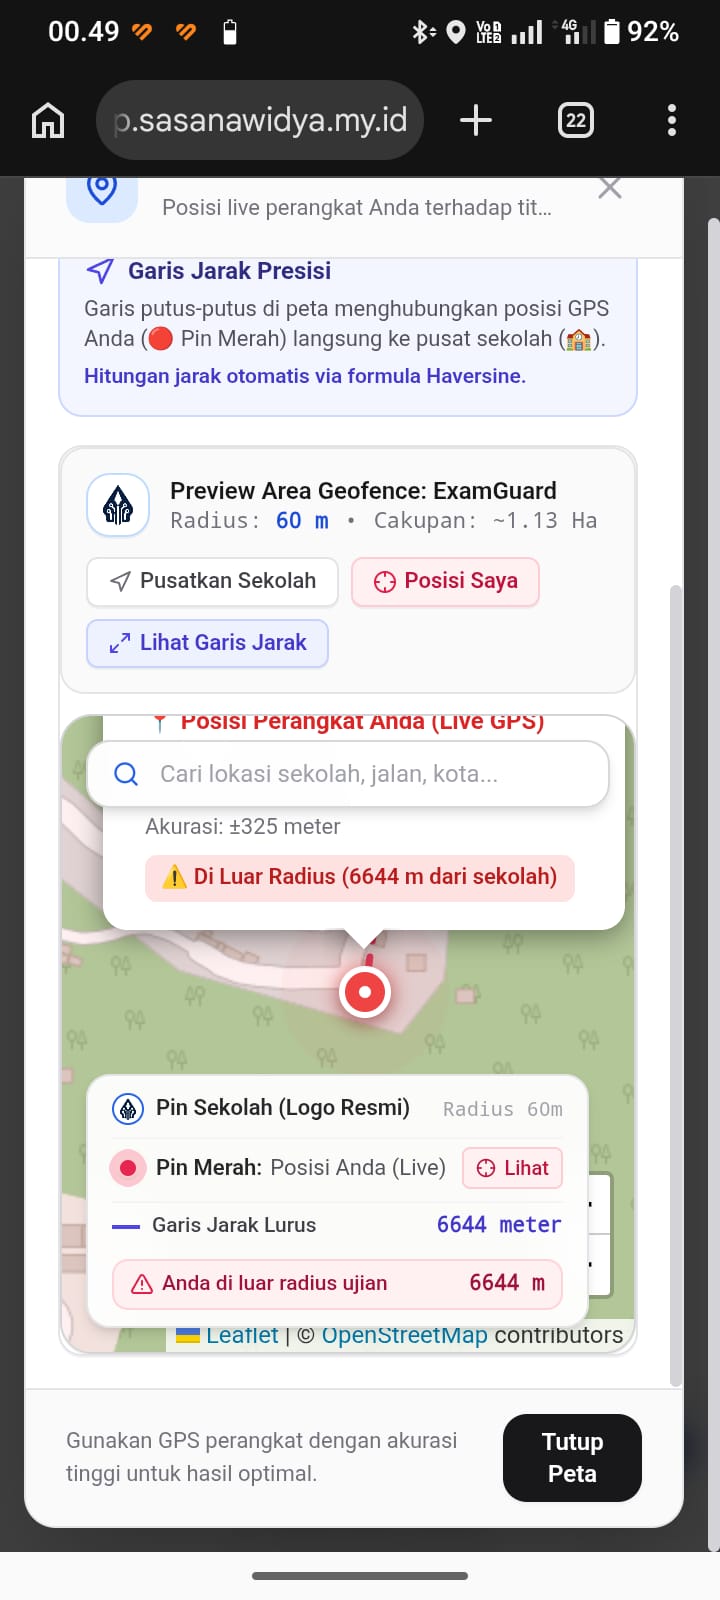 00.49
Vo 1
LTE 2
4G
92%
p.sasanawidya.my.id
22
Posisi live perangkat Anda terhadap tit...
Garis Jarak Presisi
Garis putus-putus di peta menghubungkan posisi GPS
Anda (🔴 Pin Merah) langsung ke pusat sekolah (🏫).
Hitungan jarak otomatis via formula Haversine.
Preview Area Geofence: ExamGuard
Radius: 60 m • Cakupan: ~1.13 Ha
Pusatkan Sekolah
Posisi Saya
Lihat Garis Jarak
📍 Posisi Perangkat Anda (Live GPS)
Cari lokasi sekolah, jalan, kota...
Akurasi: ±325 meter
⚠️ Di Luar Radius (6644 m dari sekolah)
Pin Sekolah (Logo Resmi) Radius 60m
Pin Merah: Posisi Anda (Live) Lihat
Garis Jarak Lurus 6644 meter
Anda di luar radius ujian 6644 m
Leaflet | © OpenStreetMap contributors
Gunakan GPS perangkat dengan akurasi
tinggi untuk hasil optimal.
Tutup
Peta